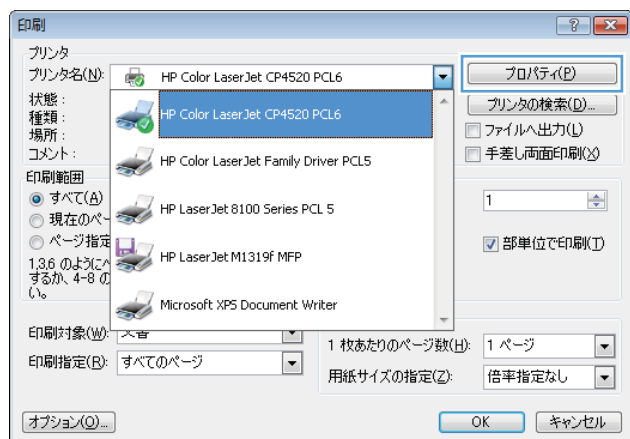 印刷
プリンタ
プリンタ名(N):
HP Color LaserJet CP4520 PCL6
プロパティ(P)
状態 :
種類 :
場所 :
コメント :
HP Color LaserJet CP4520 PCL6
HP Color LaserJet Family Driver PCL5
HP LaserJet 8100 Series PCL 5
HP LaserJet M1319f MFP
Microsoft XPS Document Writer
プリンタの検索(D)...
ファイルへ出力(L)
手差し両面印刷(X)
印刷範囲
すべて(A)
現在のペー
ページ指定
1,3,6 のように
するか、4-8 の
い。
1
部単位で印刷(T)
印刷対象(W):
印刷指定(R):
すべてのページ
1 枚あたりのページ数(H):
1 ページ
用紙サイズの指定(Z):
倍率指定なし
オプション(O)...
OK
キャンセル